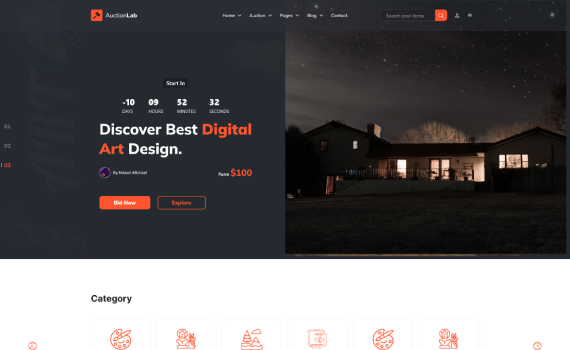 AuctionLab
Home Auction Pages Blog Contact
Search your items
Start In
-10 09 52 32
DAYS HOURS MINUTES SECONDS
Discover Best Digital
Art Design.
By Mason Michael
Form $100
Bid Now Explore
01
02
03
ART
Category